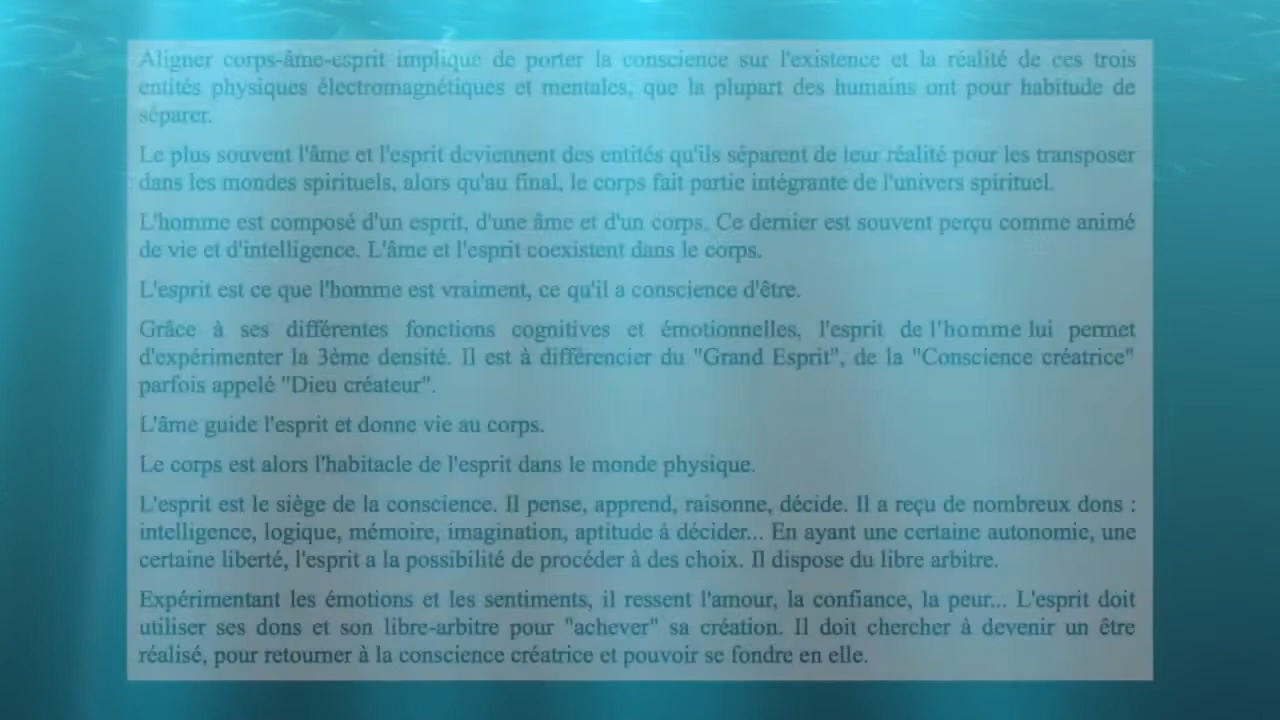 Aligner corps-âme-esprit implique de porter la conscience sur l'existence et la réalité de ces trois
entités physiques électromagnétiques et mentales, que la plupart des humains ont pour habitude de
séparer.
Le plus souvent l'âme et l'esprit deviennent des entités qu'ils séparent de leur réalité pour les transposer
dans les mondes spirituels, alors qu'au final, le corps fait partie intégrante de l'univers spirituel.
L'homme est composé d'un esprit, d'une âme et d'un corps. Ce dernier est souvent perçu comme animé
de vie et d'intelligence. L'âme et l'esprit coexistent dans le corps.
L'esprit est ce que l'homme est vraiment, ce qu'il a conscience d'être.
Grâce à ses différentes fonctions cognitives et émotionnelles, l'esprit de l'homme lui permet
d'expérimenter la 3ème densité. Il est à différencier du "Grand Esprit", de la "Conscience créatrice"
parfois appelé "Dieu créateur".
L'âme guide l'esprit et donne vie au corps.
Le corps est alors l'habitacle de l'esprit dans le monde physique.
L'esprit est le siège de la conscience. Il pense, apprend, raisonne, décide. Il a reçu de nombreux dons :
intelligence, logique, mémoire, imagination, aptitude à décider... En ayant une certaine autonomie, une
certaine liberté, l'esprit a la possibilité de procéder à des choix. Il dispose du libre arbitre.
Expérimentant les émotions et les sentiments, il ressent l'amour, la confiance, la peur... L'esprit doit
utiliser ses dons et son libre-arbitre pour "achever" sa création. Il doit chercher à devenir un être
réalisé, pour retourner à la conscience créatrice et pouvoir se fondre en elle.